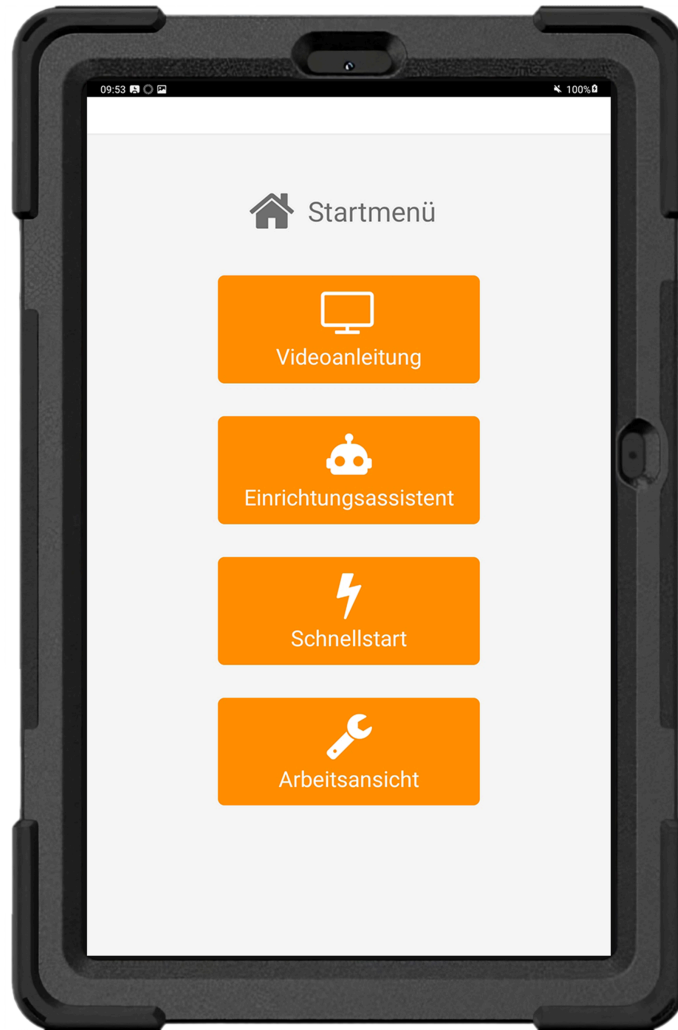 09:53
100%
Startmenü
Videoanleitung
Einrichtungsassistent
Schnellstart
Arbeitsansicht